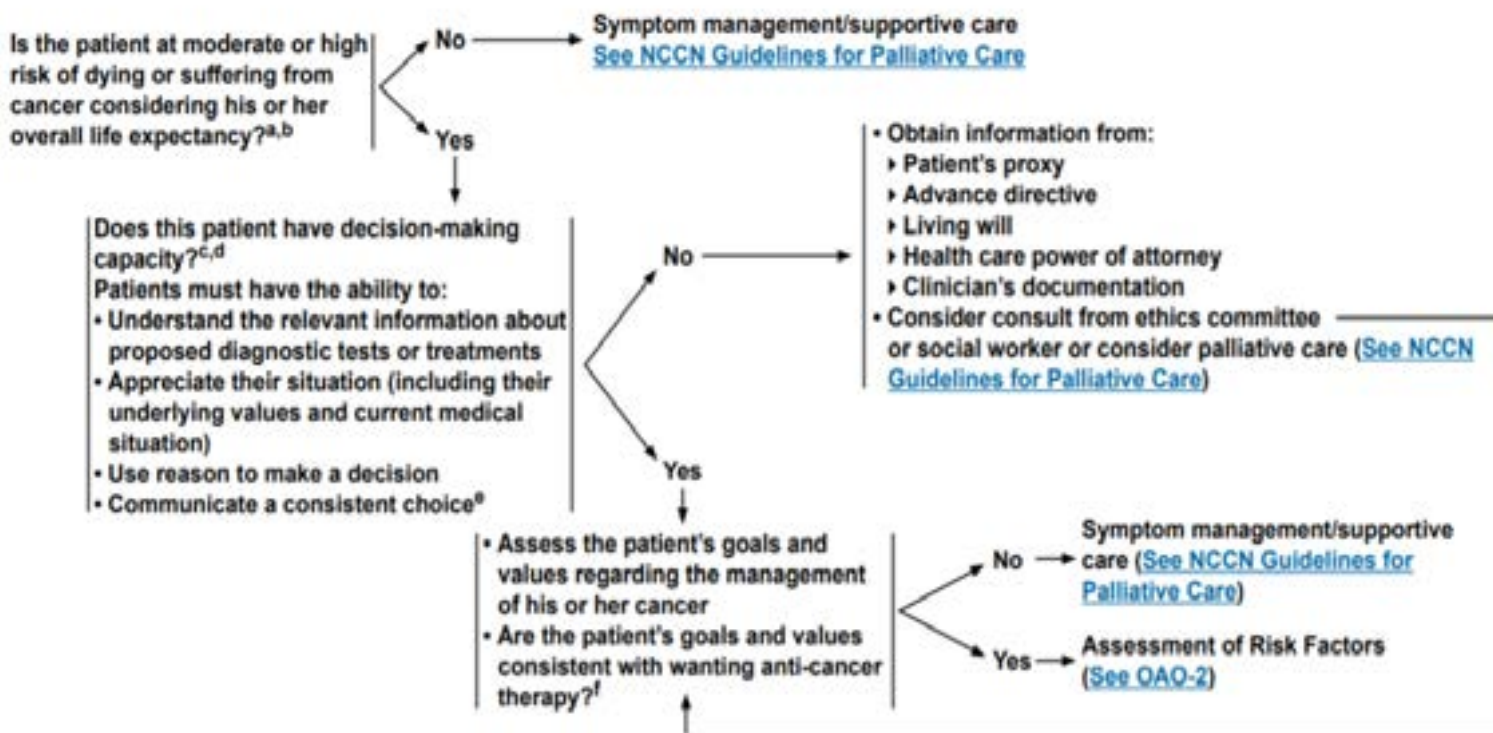 Is the patient at moderate or high
risk of dying or suffering from
cancer considering his or her
overall life expectancy?a,b
No
Symptom management/supportive care
See NCCN Guidelines for Palliative Care
Yes
Does this patient have decision-making
capacity?c,d
Patients must have the ability to:
• Understand the relevant information about
proposed diagnostic tests or treatments
• Appreciate their situation (including their
underlying values and current medical
situation)
• Use reason to make a decision
• Communicate a consistent choicee
No
• Obtain information from:
▸ Patient's proxy
▸ Advance directive
▸ Living will
▸ Health care power of attorney
▸ Clinician's documentation
• Consider consult from ethics committee
or social worker or consider palliative care (See NCCN
Guidelines for Palliative Care)
Yes
• Assess the patient's goals and
values regarding the management
of his or her cancer
• Are the patient's goals and values
consistent with wanting anti-cancer
therapy?f
No
Symptom management/supportive
care (See NCCN Guidelines for
Palliative Care)
Yes
Assessment of Risk Factors
(See OAO-2)